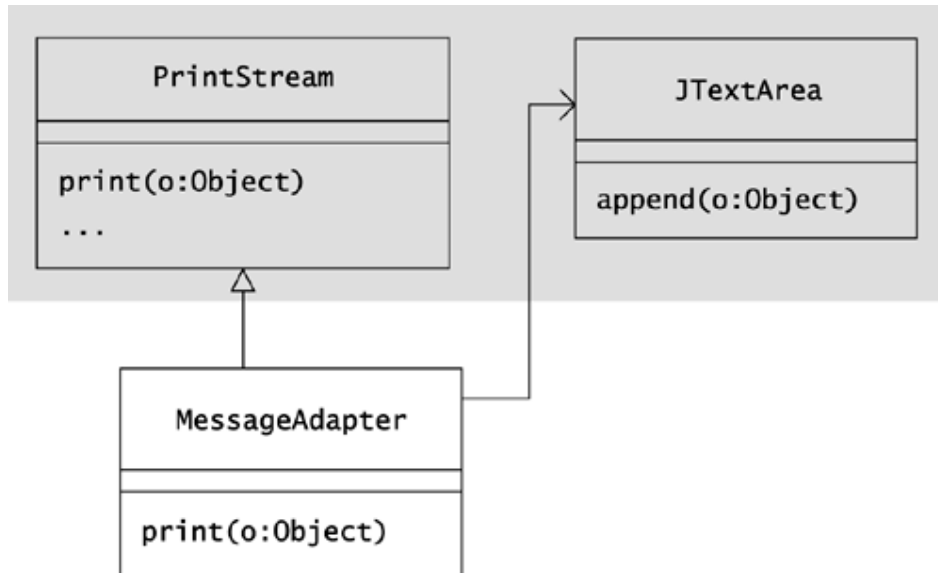 PrintStream
print(o:Object)
...
JTextArea
append(o:Object)
MessageAdapter
print(o:Object)